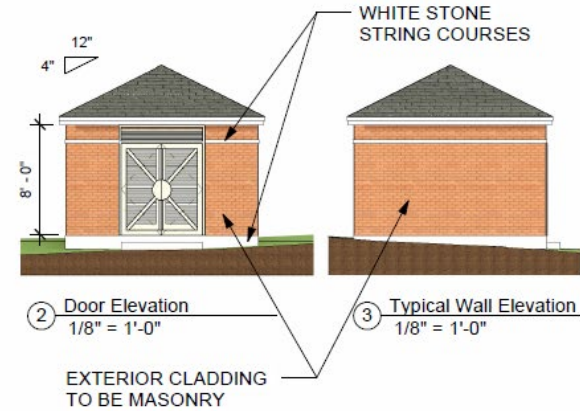 WHITE STONE
STRING COURSES
12"
4"
8' - 0"
2 Door Elevation
1/8" = 1'-0"
3 Typical Wall Elevation
1/8" = 1'-0"
EXTERIOR CLADDING
TO BE MASONRY